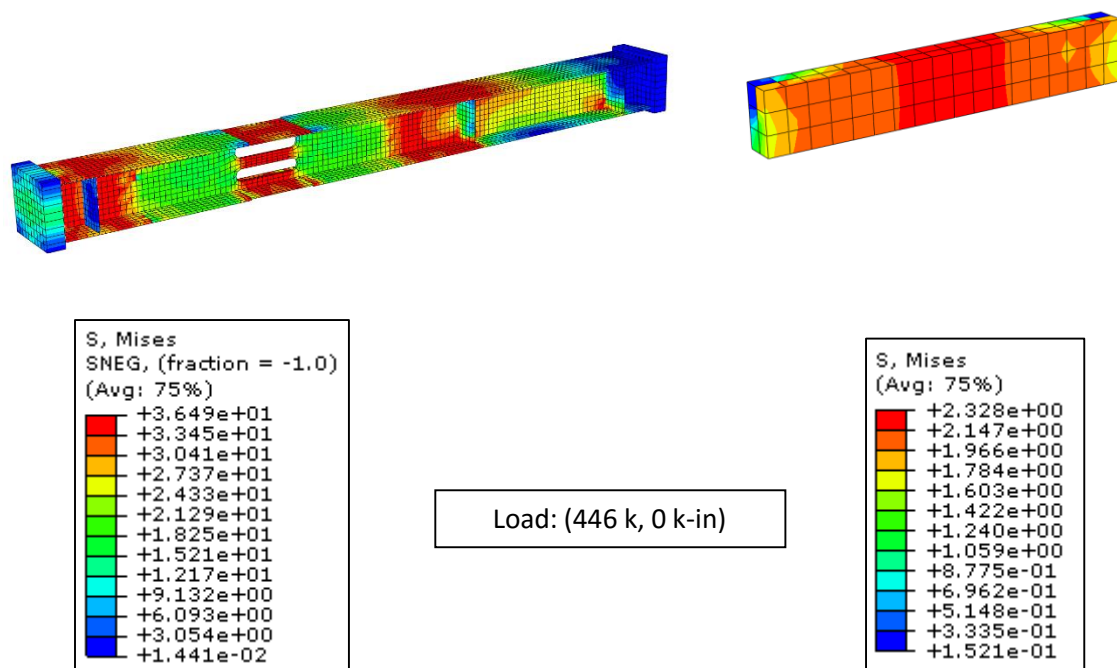 S, Mises
SNEG, (fraction = -1.0)
(Avg: 75%)
+3.649e+01
+3.345e+01
+3.041e+01
+2.737e+01
+2.433e+01
+2.129e+01
+1.825e+01
+1.521e+01
+1.217e+01
+9.132e+00
+6.093e+00
+3.054e+00
+1.441e-02
Load: (446 k, 0 k-in)
S, Mises
(Avg: 75%)
+2.328e+00
+2.147e+00
+1.966e+00
+1.784e+00
+1.603e+00
+1.422e+00
+1.240e+00
+1.059e+00
+8.775e-01
+6.962e-01
+5.148e-01
+3.335e-01
+1.521e-01